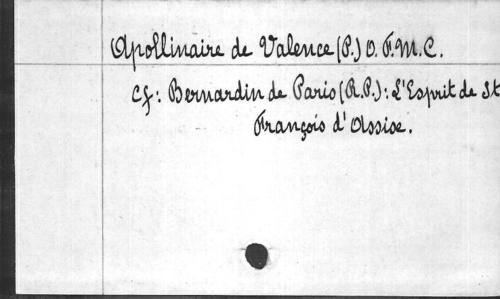 Apollinaire de Valence (P.) O.F.M.C.
Cf: Bernardin de Paris (R.P.): L'Esprit de St
François d'Assise.